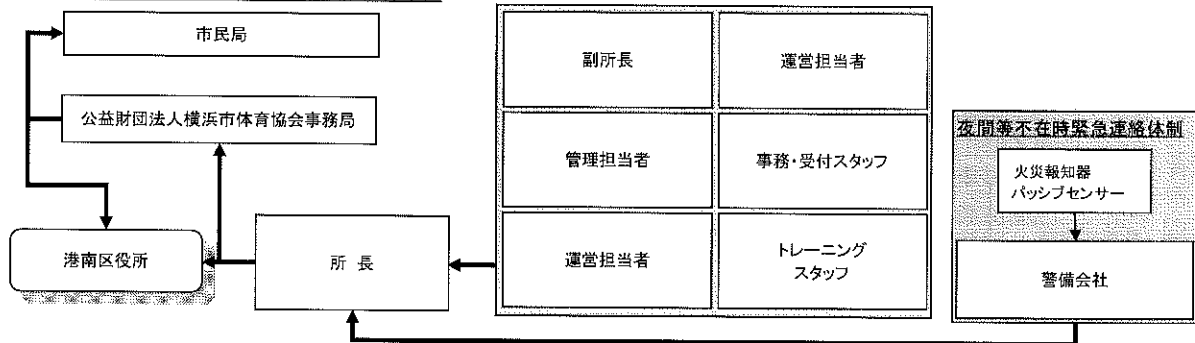 市民局
公益財団法人横浜市体育協会事務局
港南区役所
所 長
副所長
運営担当者
管理担当者
事務・受付スタッフ
運営担当者
トレーニング
スタッフ
夜間等不在時緊急連絡体制
火災報知器
パッシブセンサー
警備会社